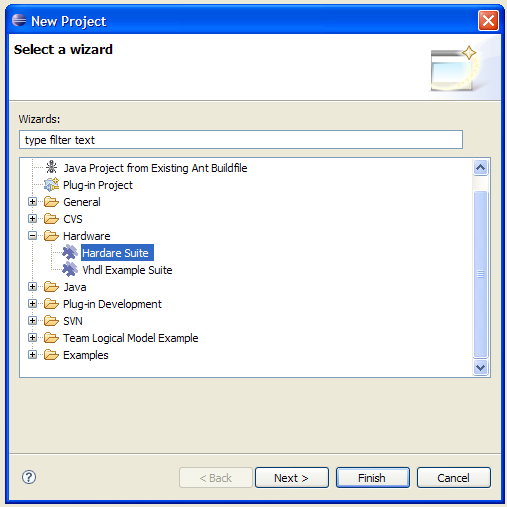 New Project
Select a wizard
Wizards:
type filter text
Java Project from Existing Ant Buildfile
Plug-in Project
General
CVS
Hardware
Hardare Suite
Vhdl Example Suite
Java
Plug-in Development
SVN
Team Logical Model Example
Examples
? < Back Next > Finish Cancel